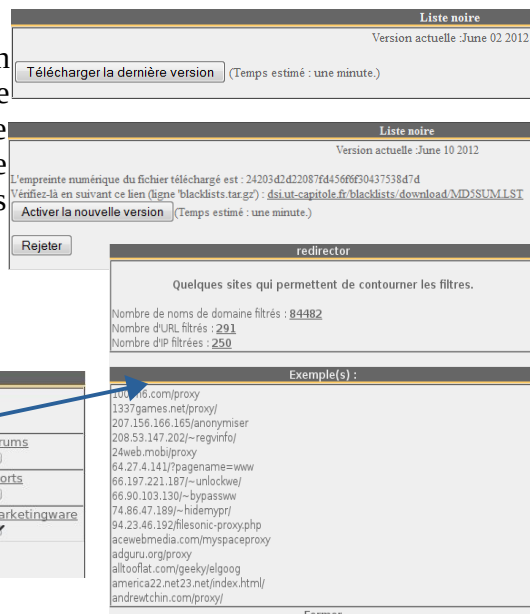 Liste noire
Version actuelle :June 02 2012
Télécharger la dernière version (Temps estimé : une minute.)
Liste noire
Version actuelle :June 10 2012
L'empreinte numérique du fichier téléchargé est : 24203d2d22087fd456f6f30437538d7d
Vérifiez-là en suivant ce lien (ligne 'blacklists.tar.gz') : dsi.ut-capitole.fr/blacklists/download/MD5SUM.LST
Activer la nouvelle version (Temps estimé : une minute.)
Rejeter
redirector
Quelques sites qui permettent de contourner les filtres.
Nombre de noms de domaine filtrés : 84482
Nombre d'URL filtrés : 291
Nombre d'IP filtrées : 250
Exemple(s) :
1337games.net/proxy/
207.156.166.165/anonymiser
208.53.147.202/~regvinfo/
24web.mobi/proxy
64.27.4.141/?pagename=www
66.197.221.187/~unlockwe/
66.90.103.130/~bypassww
74.86.47.189/~hidemypr/
94.23.46.192/filesonic-proxy.php
acewebmedia.com/myspaceproxy
adguru.org/proxy
alltooflat.com/geeky/elgoog
america22.net23.net/index.html/
andrewtchin.com/proxy/